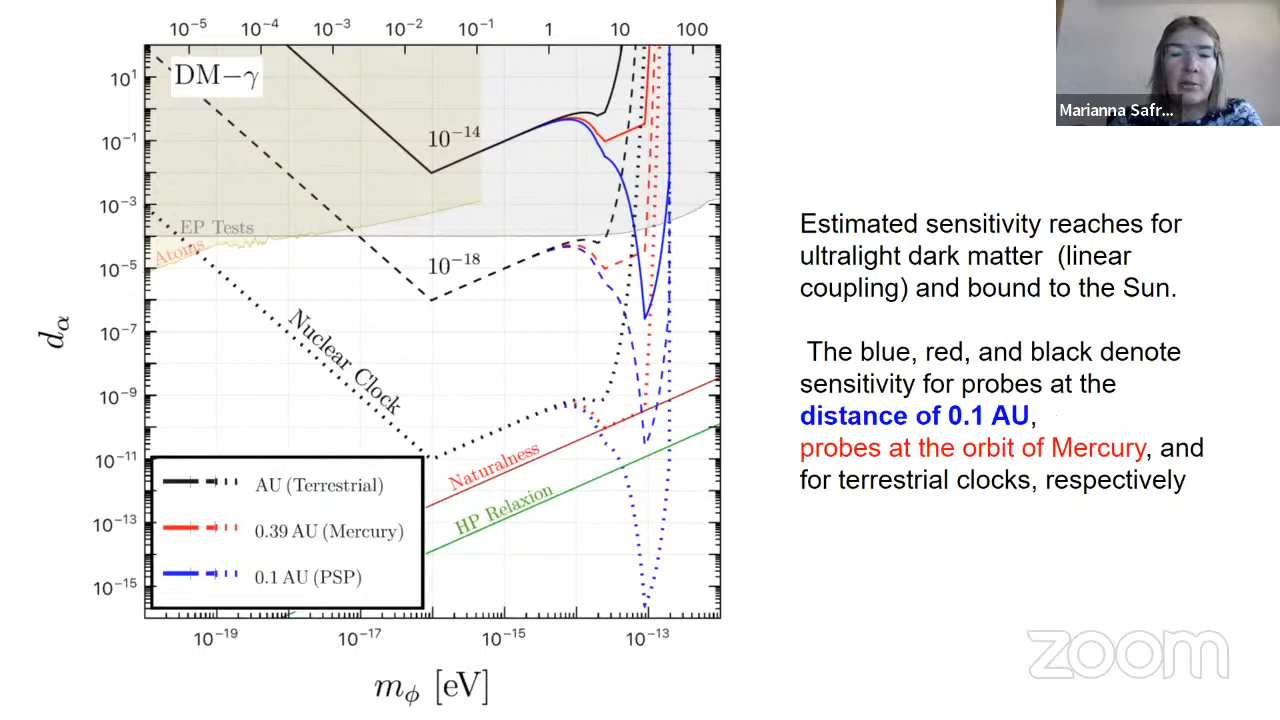 10⁻⁵ 10⁻⁴ 10⁻³ 10⁻² 10⁻¹ 1 10 100
DM−γ
10¹
10⁻¹
10⁻³
10⁻⁵
10⁻⁷
10⁻⁹
10⁻¹¹
10⁻¹³
10⁻¹⁵
dα
10⁻¹⁴
EP Tests
Atoms
10⁻¹⁸
Nuclear Clock
Naturalness
HP Relaxion
AU (Terrestrial)
0.39 AU (Mercury)
0.1 AU (PSP)
10⁻¹⁹ 10⁻¹⁷ 10⁻¹⁵ 10⁻¹³
mϕ [eV]
Marianna Safr...
Estimated sensitivity reaches for
ultralight dark matter (linear
coupling) and bound to the Sun.
The blue, red, and black denote
sensitivity for probes at the
distance of 0.1 AU,
probes at the orbit of Mercury, and
for terrestrial clocks, respectively
zoom